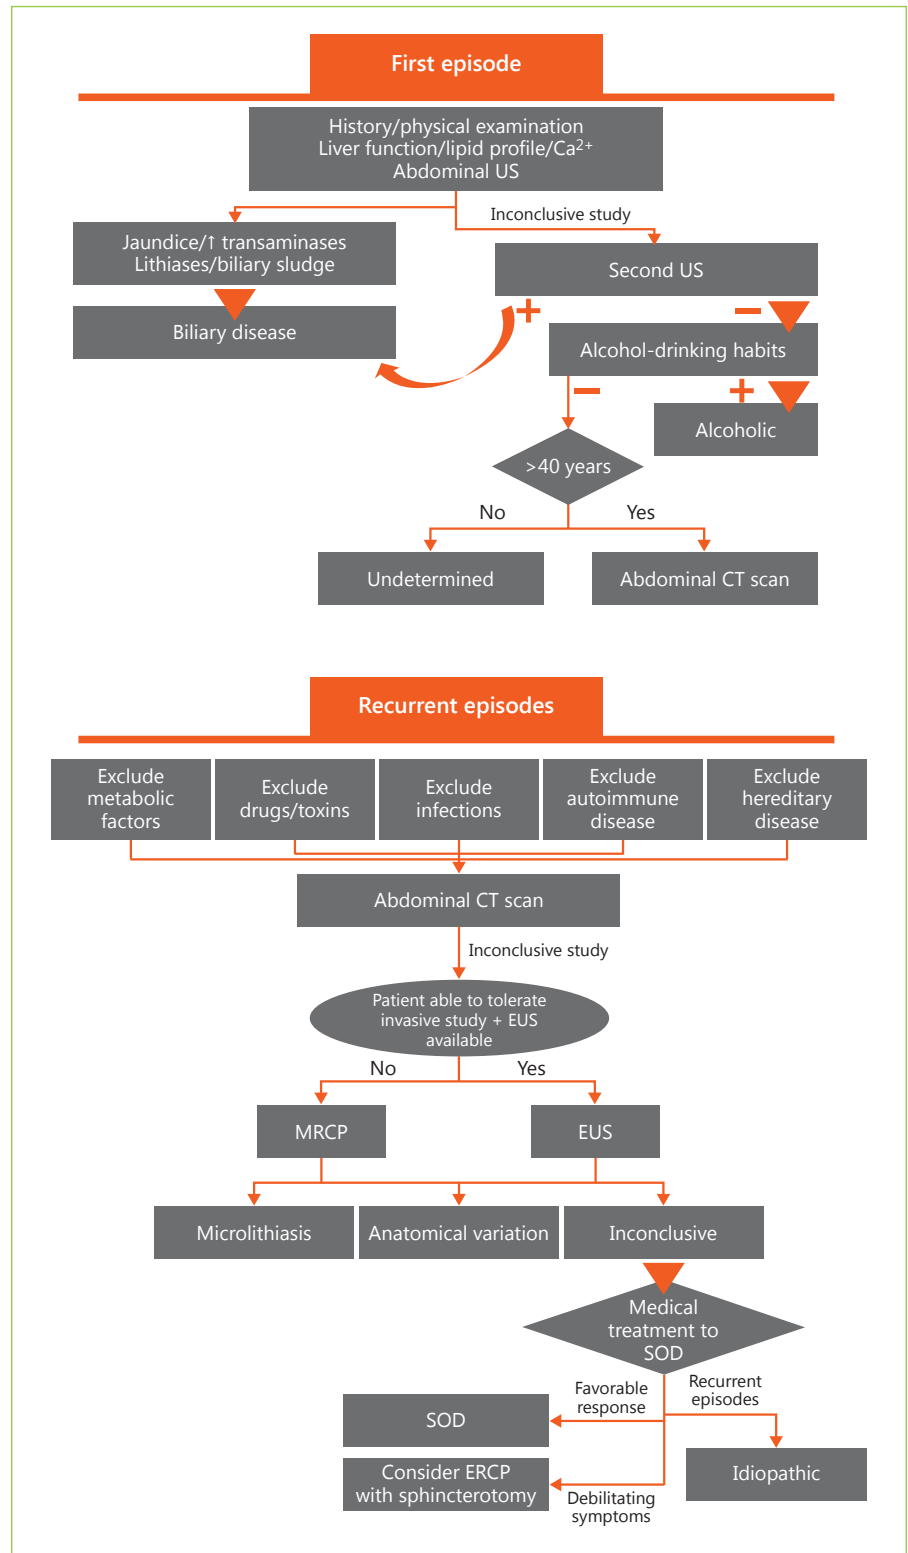 First episode
History/physical examination
Liver function/lipid profile/Ca²⁺
Abdominal US
Inconclusive study
Jaundice/↑ transaminases
Lithiases/biliary sludge
Second US
+
−
Biliary disease
Alcohol-drinking habits
−
+
Alcoholic
>40 years
No
Yes
Undetermined
Abdominal CT scan
Recurrent episodes
Exclude
metabolic
factors
Exclude
drugs/toxins
Exclude
infections
Exclude
autoimmune
disease
Exclude
hereditary
disease
Abdominal CT scan
Inconclusive study
Patient able to tolerate
invasive study + EUS
available
No
Yes
MRCP
EUS
Microlithiasis
Anatomical variation
Inconclusive
Medical
treatment to
SOD
Favorable
response
Recurrent
episodes
SOD
Idiopathic
Consider ERCP
with sphincterotomy
Debilitating
symptoms